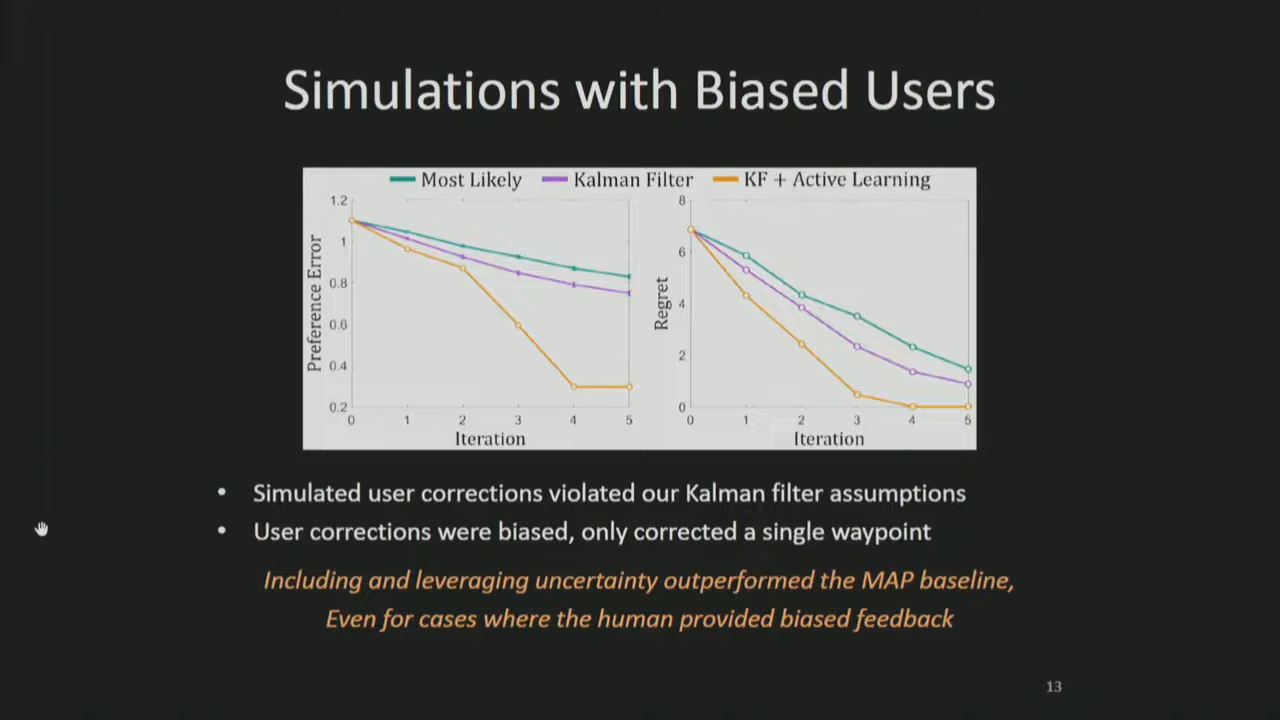 Simulations with Biased Users
Most Likely Kalman Filter KF + Active Learning
Preference Error
1.2
1
0.8
0.6
0.4
0.2
0 1 2 3 4 5
Iteration
Regret
8
6
4
2
0
0 1 2 3 4 5
Iteration
• Simulated user corrections violated our Kalman filter assumptions
• User corrections were biased, only corrected a single waypoint
Including and leveraging uncertainty outperformed the MAP baseline,
Even for cases where the human provided biased feedback
13